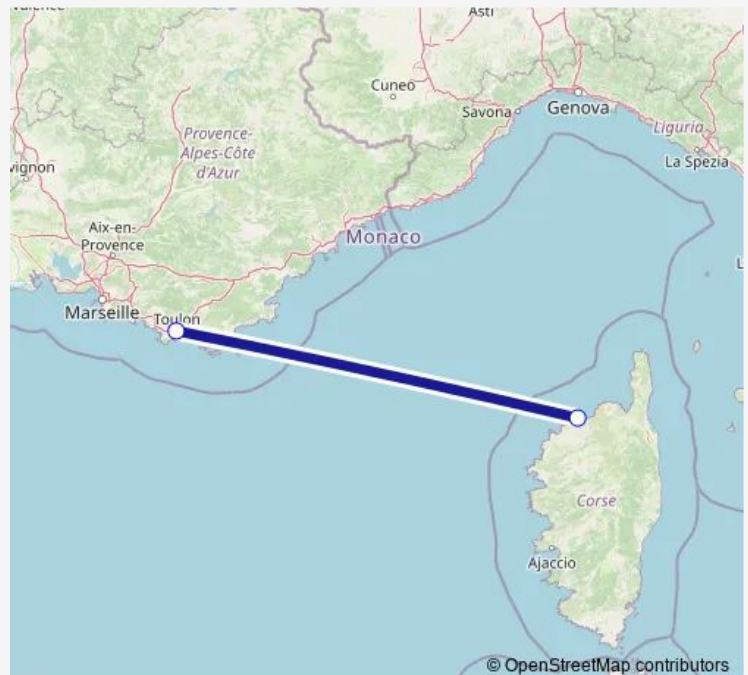 Asti
Cuneo
Savona
Genova
Liguria
La Spezia
Provence-
Alpes-Côte
d'Azur
vignon
Aix-en-
Provence
Monaco
Marseille
Toulon
Corse
Ajaccio
© OpenStreetMap contributors